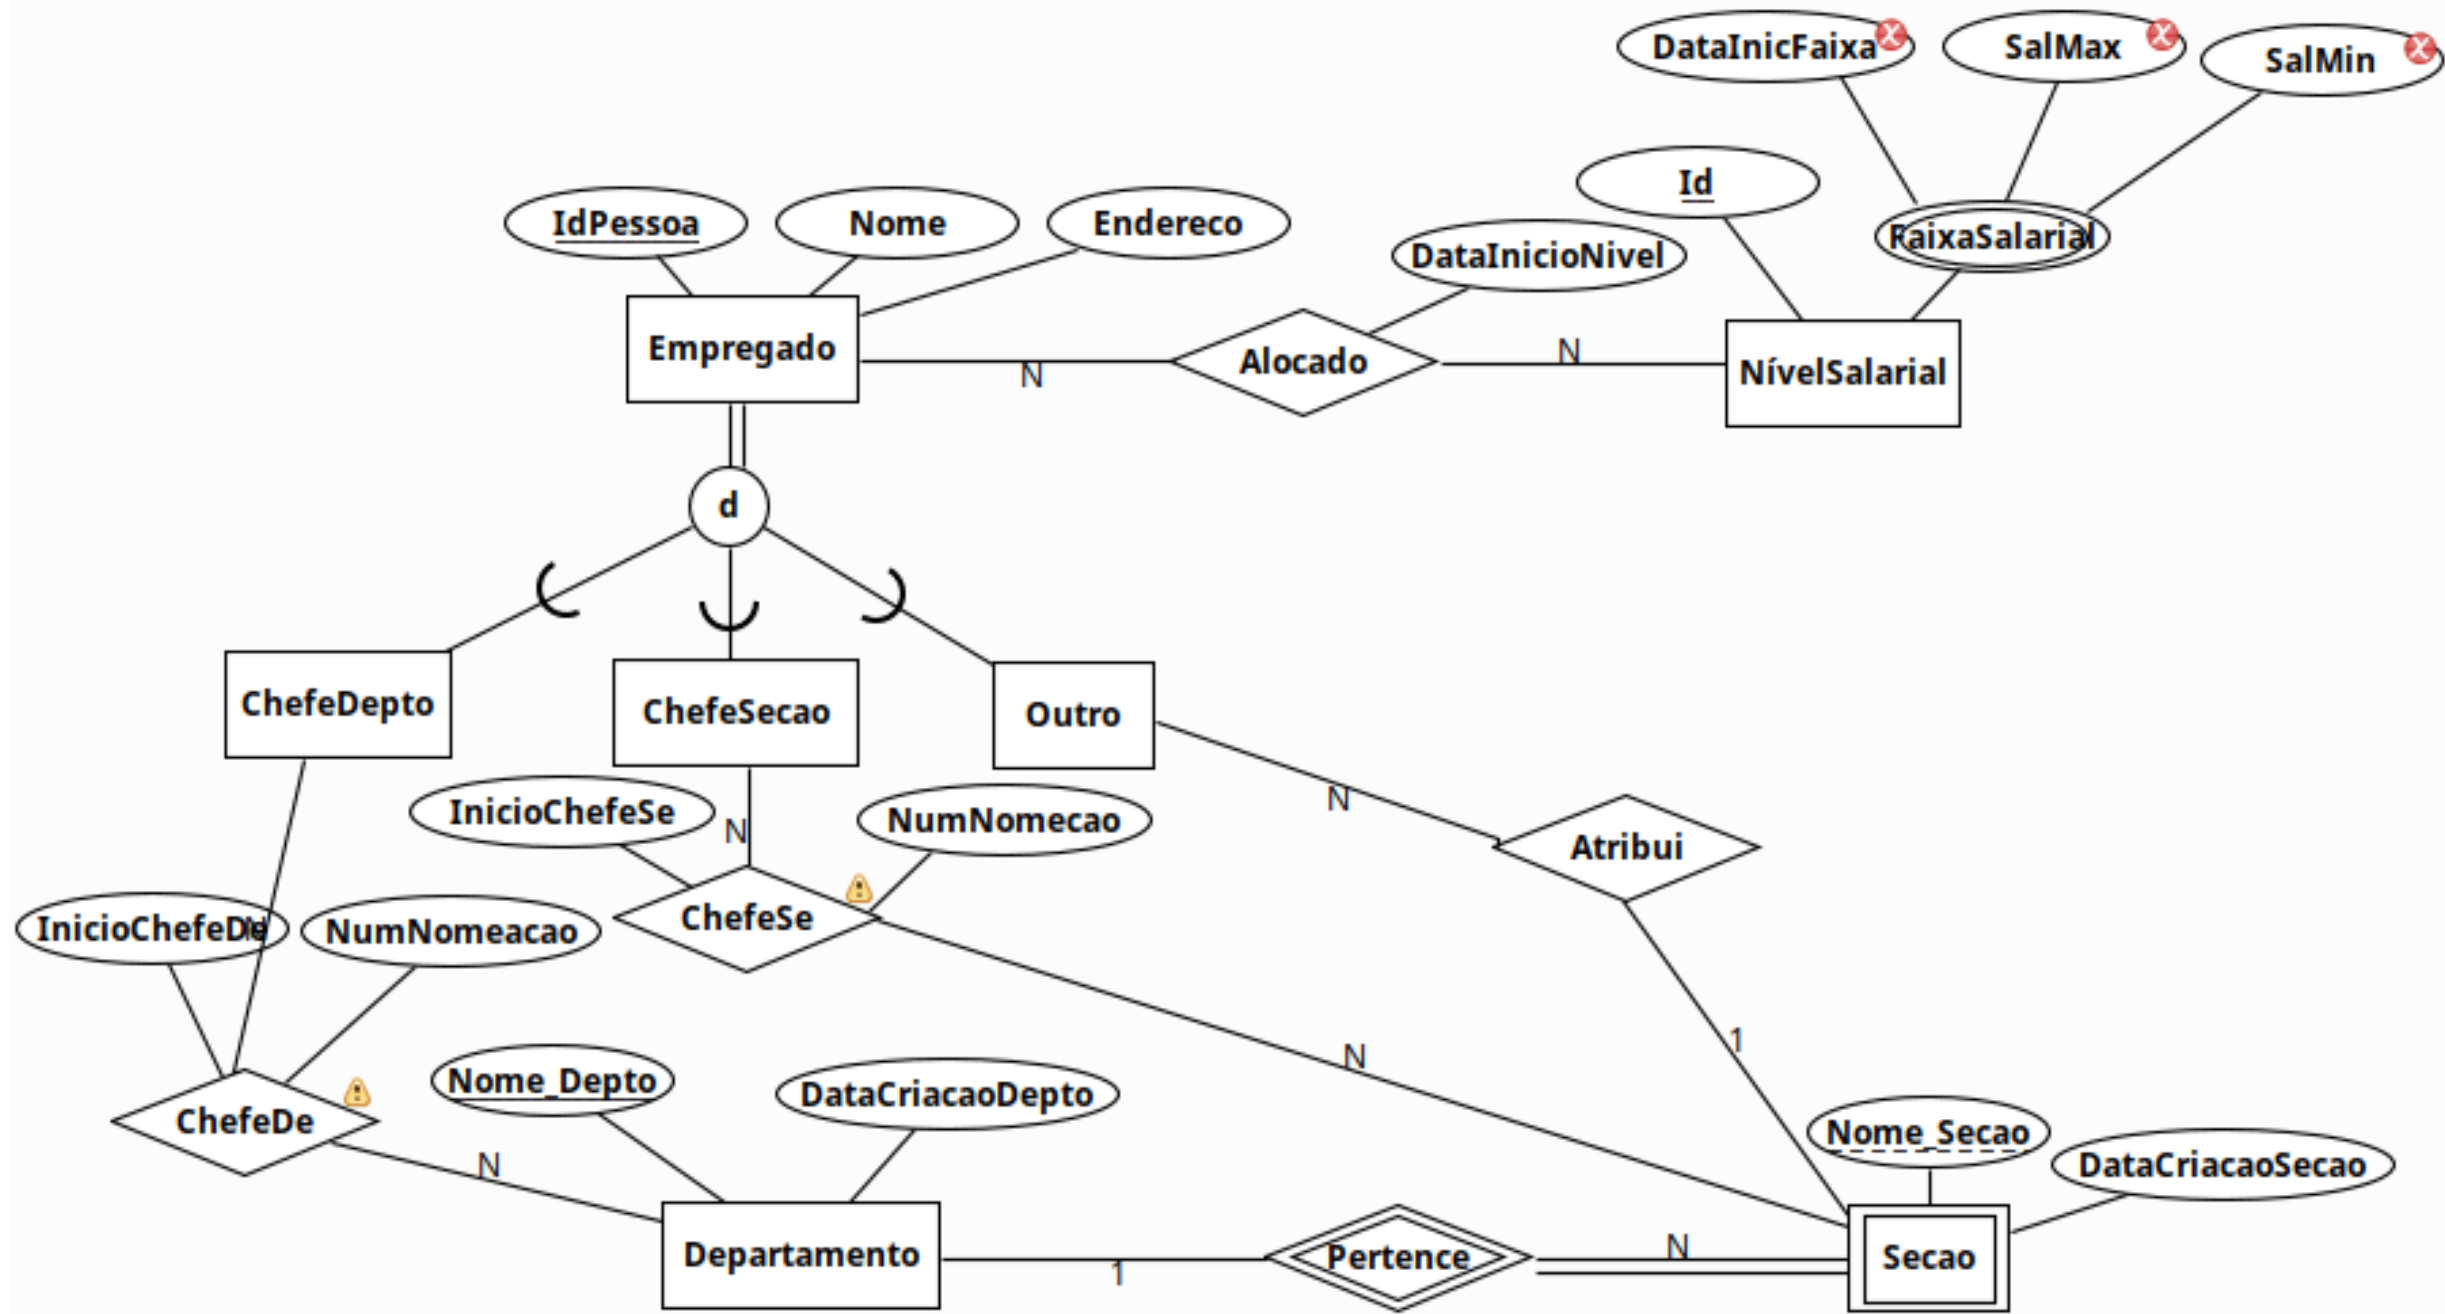 DataInicFaixa
SalMax
SalMin
Id
IdPessoa
Nome
Endereco
DataInicioNivel
FaixaSalarial
Empregado
N
Alocado
N
NívelSalarial
d
ChefeDepto
ChefeSecao
Outro
InicioChefeSe
N
NumNomecao
N
Atribui
InicioChefeDe
N
NumNomeacao
ChefeSe
N
1
Nome_Depto
DataCriacaoDepto
ChefeDe
N
Nome_Secao
DataCriacaoSecao
Departamento
1
Pertence
N
Secao